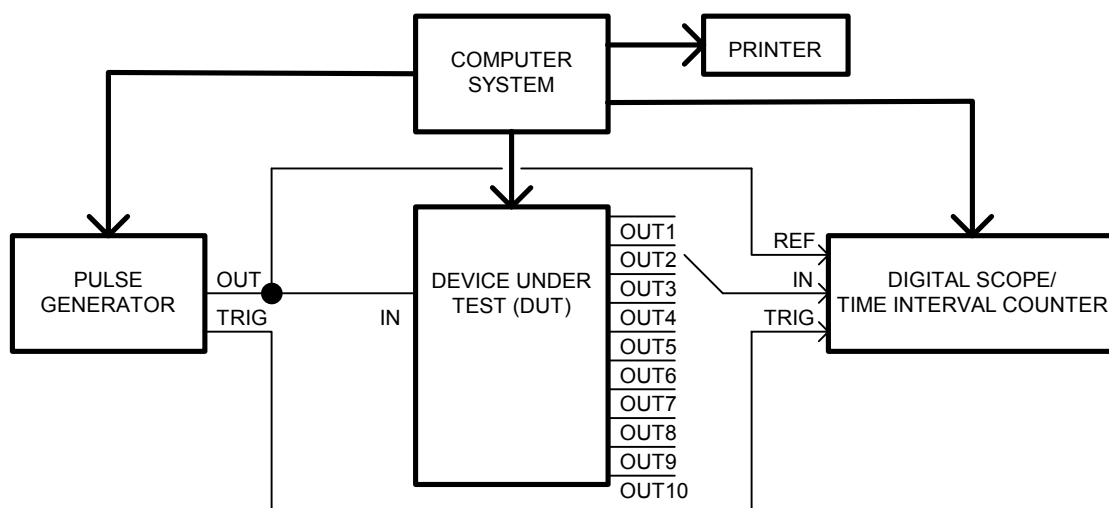 COMPUTER
SYSTEM
PRINTER
PULSE
GENERATOR
OUT
TRIG
IN
DEVICE UNDER
TEST (DUT)
OUT1
OUT2
OUT3
OUT4
OUT5
OUT6
OUT7
OUT8
OUT9
OUT10
REF
IN
TRIG
DIGITAL SCOPE/
TIME INTERVAL COUNTER